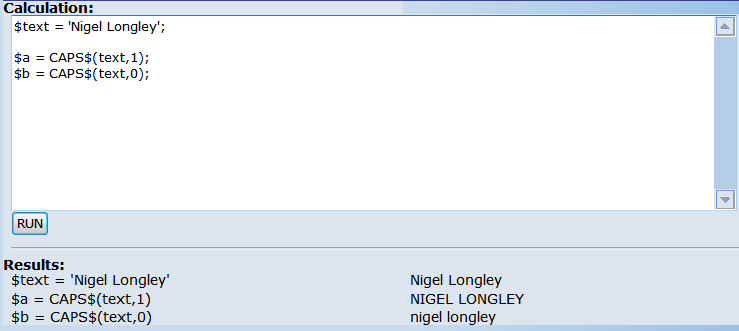 Calculation:
$text = 'Nigel Longley';
$a = CAPS$(text,1);
$b = CAPS$(text,0);
RUN
Results:
$text = 'Nigel Longley' Nigel Longley
$a = CAPS$(text,1) NIGEL LONGLEY
$b = CAPS$(text,0) nigel longley